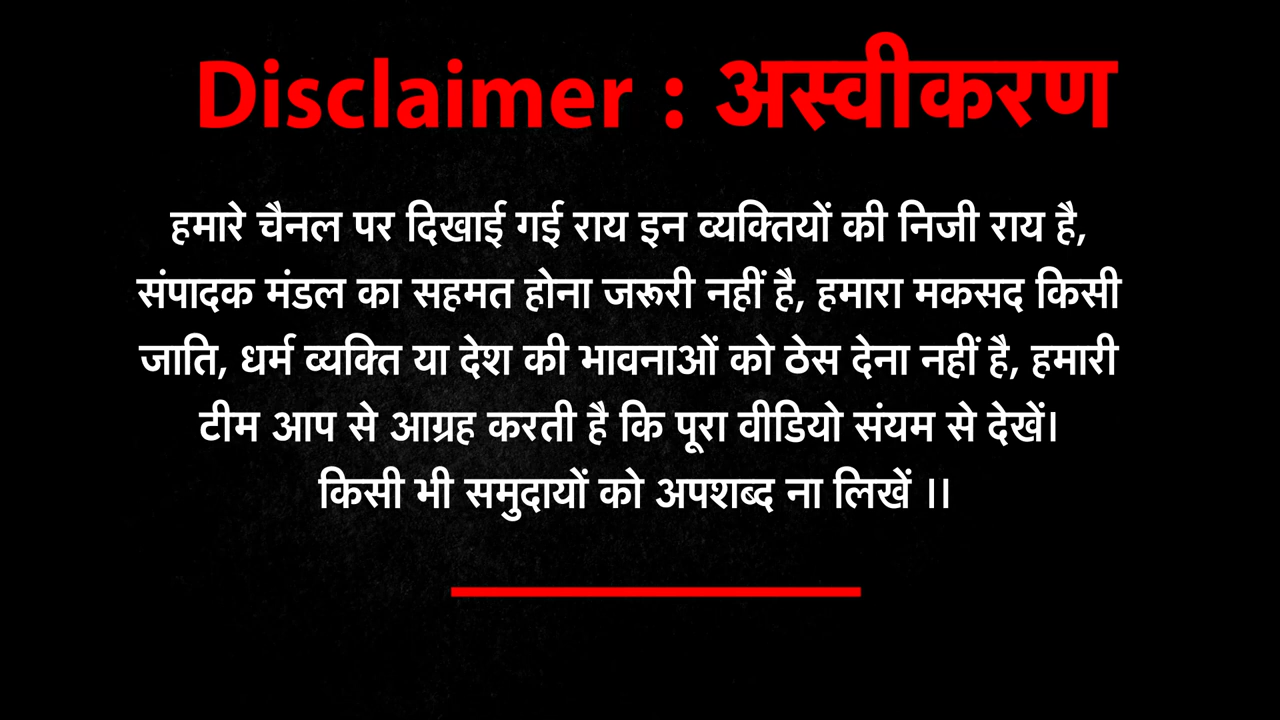 Disclaimer : अस्वीकरण
हमारे चैनल पर दिखाई गई राय इन व्यक्तियों की निजी राय है,
संपादक मंडल का सहमत होना जरूरी नहीं है, हमारा मकसद किसी
जाति, धर्म व्यक्ति या देश की भावनाओं को ठेस देना नहीं है, हमारी
टीम आप से आग्रह करती है कि पूरा वीडियो संयम से देखें।
किसी भी समुदायों को अपशब्द ना लिखें ।।